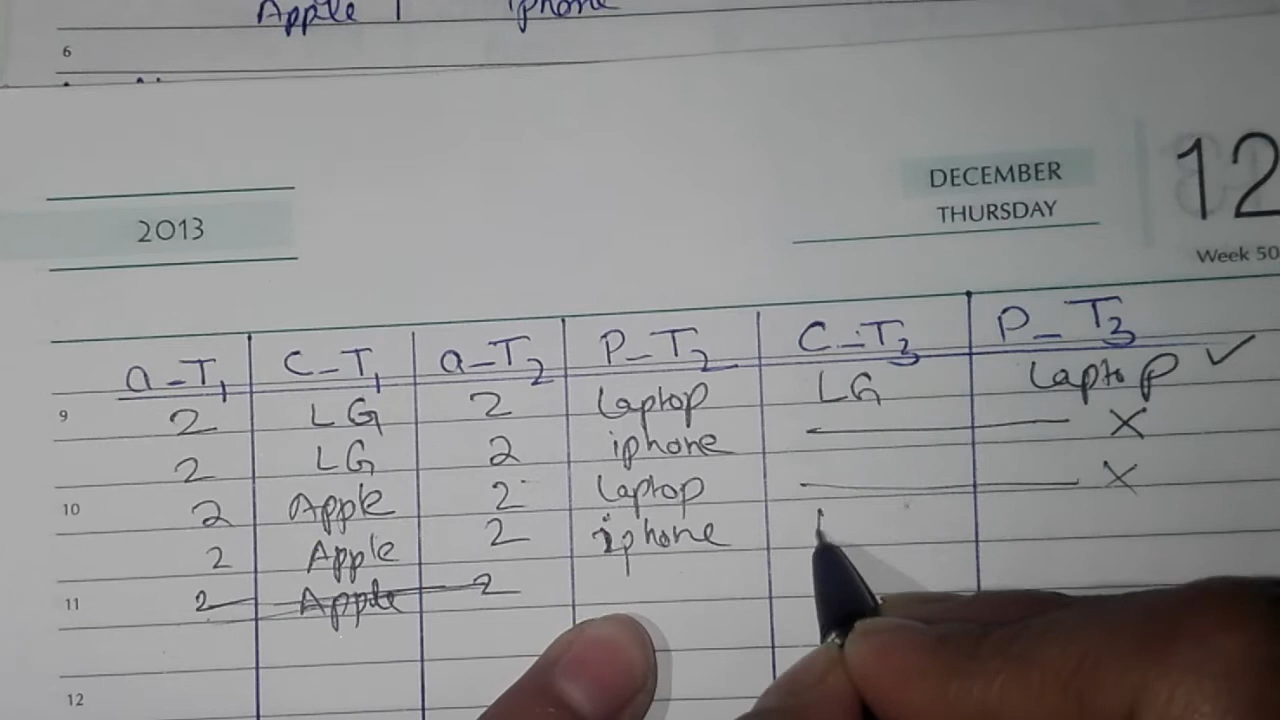 Apple iphone
6
DECEMBER 12
2013 THURSDAY
Week 50
a_T1 C_T1 a_T2 P_T2 C_T3 P_T3
9 2 LG 2 Laptop LG Laptop ✓
2 LG 2 iphone —— X
10 2 Apple 2 Laptop —— X
2 Apple 2 iphone
11 2 Apple 2
12